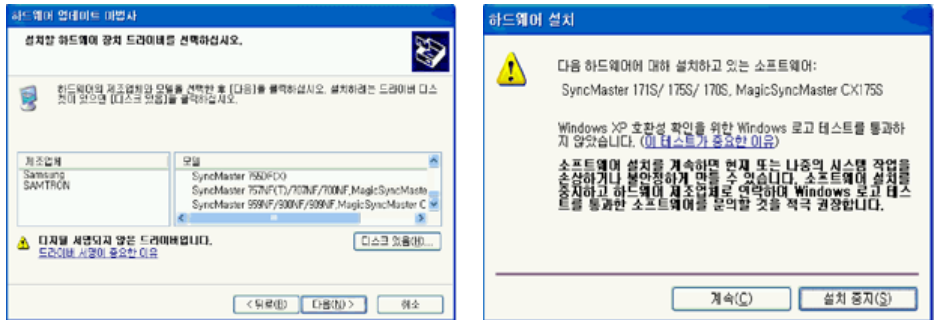 하드웨어 업데이트 마법사
설치할 하드웨어 장치 드라이버를 선택하십시오.
하드웨어의 제조업체와 모델을 선택한 후 [다음]을 클릭하십시오. 설치하려는 드라이버 디스
것이 있으면 [디스크 있음]을 클릭하십시오.
제조업체
Samsung
SAMTRON
모델
SyncMaster 755DFX
SyncMaster 757NF(T)/707NF/700NF,MagicSyncMaste
SyncMaster 959NF/900NF/909NF,MagicSyncMaster C
디지털 서명되지 않은 드라이버입니다.
드라이버 서명이 중요한 이유
디스크 있음(H)...
< 뒤로(B)
다음(N) >
취소
하드웨어 설치
다음 하드웨어에 대해 설치하고 있는 소프트웨어:
SyncMaster 171S/ 175S/ 170S, MagicSyncMaster CX175S
Windows XP 호환성 확인을 위한 Windows 로고 테스트를 통과하
지 않았습니다. (이 테스트가 중요한 이유)
소프트웨어 설치를 계속하면 현재 또는 나중의 시스템 작업을
손상하거나 불안정하게 만들 수 있습니다. 소프트웨어 설치를
중지하고 하드웨어 제조업체로 연락하여 Windows 로고 테스
트를 통과한 소프트웨어를 문의할 것을 적극 권장합니다.
계속(C)
설치 중지(S)